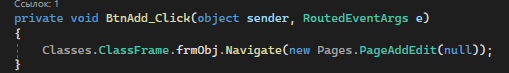 Ссылок: 1
private void BtnAdd_Click(object sender, RoutedEventArgs e)
{
    Classes.ClassFrame.frmObj.Navigate(new Pages.PageAddEdit(null));
}